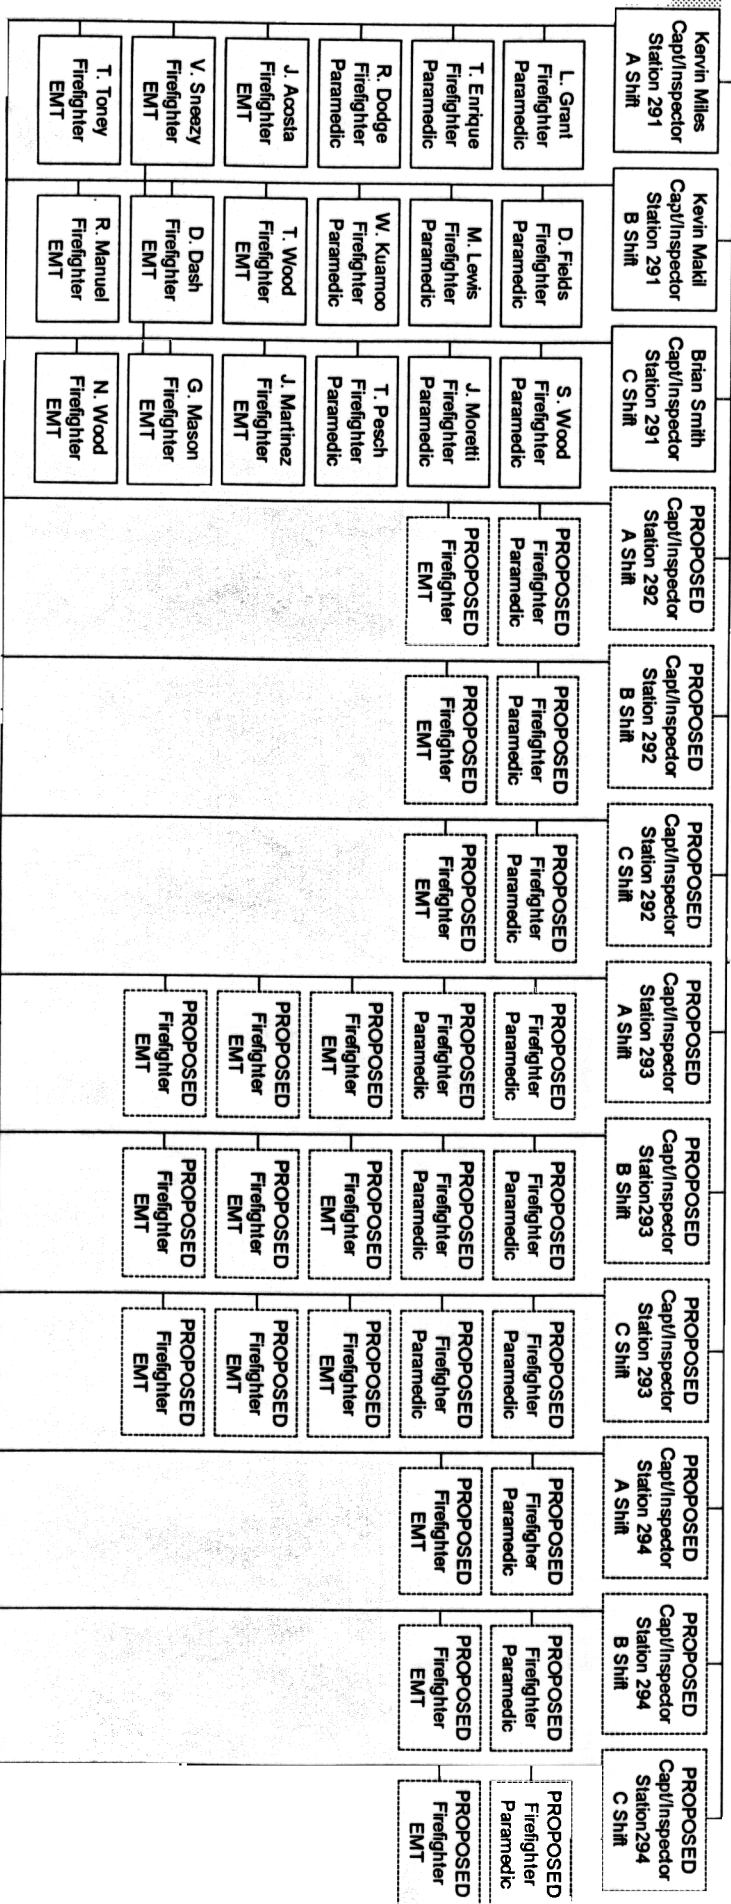 Kervin Miles
Capt/Inspector
Station 291
A Shift
L. Grant
Firefighter
Paramedic
T. Enrique
Firefighter
Paramedic
R. Dodge
Firefighter
Paramedic
J. Acosta
Firefighter
EMT
V. Sneezy
Firefighter
EMT
T. Toney
Firefighter
EMT
Kevin Makil
Capt/Inspector
Station 291
B Shift
D. Fields
Firefighter
Paramedic
M. Lewis
Firefighter
Paramedic
W. Kuamoo
Firefighter
Paramedic
T. Wood
Firefighter
EMT
D. Dash
Firefighter
EMT
R. Manuel
Firefighter
EMT
Brian Smith
Capt/Inspector
Station 291
C Shift
S. Wood
Firefighter
Paramedic
J. Moretti
Firefighter
Paramedic
T. Pesch
Firefighter
Paramedic
J. Martinez
Firefighter
EMT
G. Mason
Firefighter
EMT
N. Wood
Firefighter
EMT
PROPOSED
Capt/Inspector
Station 292
A Shift
PROPOSED
Firefighter
Paramedic
PROPOSED
Firefighter
EMT
PROPOSED
Capt/Inspector
Station 292
B Shift
PROPOSED
Firefighter
Paramedic
PROPOSED
Firefighter
EMT
PROPOSED
Capt/Inspector
Station 292
C Shift
PROPOSED
Firefighter
Paramedic
PROPOSED
Firefighter
EMT
PROPOSED
Capt/Inspector
Station 293
A Shift
PROPOSED
Firefighter
Paramedic
PROPOSED
Firefighter
Paramedic
PROPOSED
Firefighter
EMT
PROPOSED
Firefighter
EMT
PROPOSED
Firefighter
EMT
PROPOSED
Capt/Inspector
Station293
B Shift
PROPOSED
Firefighter
Paramedic
PROPOSED
Firefighter
Paramedic
PROPOSED
Firefighter
EMT
PROPOSED
Firefighter
EMT
PROPOSED
Firefighter
EMT
PROPOSED
Capt/Inspector
Station 293
C Shift
PROPOSED
Firefighter
Paramedic
PROPOSED
Firefigher
Paramedic
PROPOSED
Firefighter
EMT
PROPOSED
Firefighter
EMT
PROPOSED
Firefighter
EMT
PROPOSED
Capt/Inspector
Station 294
A Shift
PROPOSED
Firefigher
Paramedic
PROPOSED
Firefighter
EMT
PROPOSED
Capt/Inspector
Station 294
B Shift
PROPOSED
Firefighter
Paramedic
PROPOSED
Firefighter
EMT
PROPOSED
Capt/Inspector
Station294
C Shift
PROPOSED
Firefighter
Paramedic
PROPOSED
Firefighter
EMT